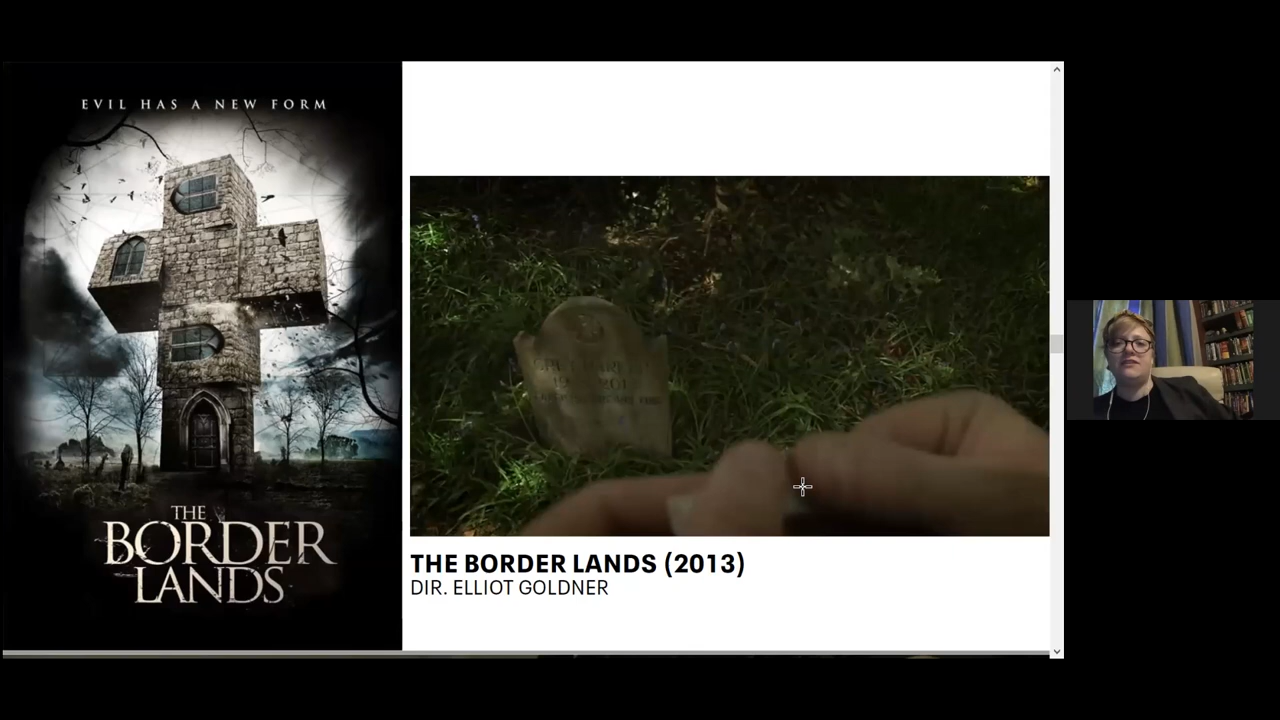 EVIL HAS A NEW FORM
THE
BORDER
LANDS
THE BORDER LANDS (2013)
DIR. ELLIOT GOLDNER